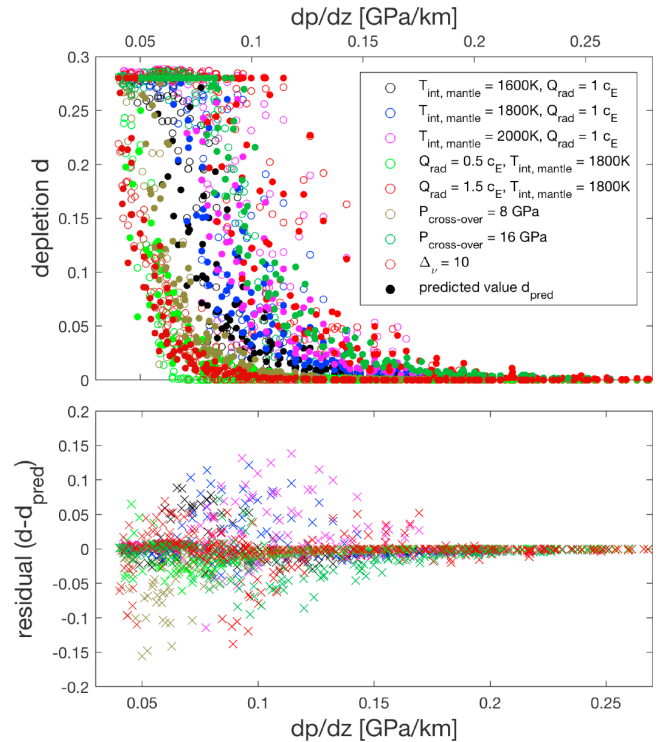 dp/dz [GPa/km]
0.05 0.1 0.15 0.2 0.25
0.3
0.25
0.2
0.15
0.1
0.05
0
depletion d
T_int, mantle = 1600K, Q_rad = 1 c_E
T_int, mantle = 1800K, Q_rad = 1 c_E
T_int, mantle = 2000K, Q_rad = 1 c_E
Q_rad = 0.5 c_E, T_int, mantle = 1800K
Q_rad = 1.5 c_E, T_int, mantle = 1800K
P_cross-over = 8 GPa
P_cross-over = 16 GPa
Δ_ν = 10
predicted value d_pred
0.2
0.15
0.1
0.05
0
-0.05
-0.1
-0.15
-0.2
residual (d-d_pred)
0.05 0.1 0.15 0.2 0.25
dp/dz [GPa/km]